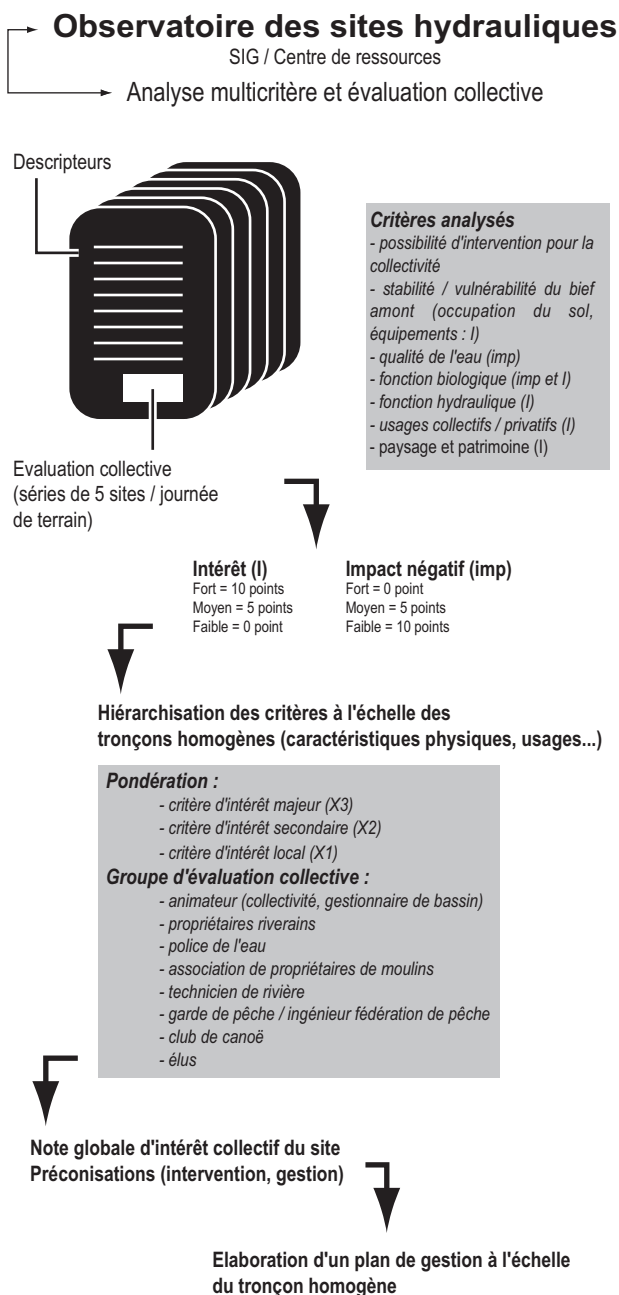 Observatoire des sites hydrauliques
SIG / Centre de ressources
Analyse multicritère et évaluation collective
Descripteurs
Critères analysés
- possibilité d'intervention pour la
collectivité
- stabilité / vulnérabilité du bief
amont (occupation du sol,
équipements : I)
- qualité de l'eau (imp)
- fonction biologique (imp et I)
- fonction hydraulique (I)
- usages collectifs / privatifs (I)
- paysage et patrimoine (I)
Evaluation collective
(séries de 5 sites / journée
de terrain)
Intérêt (I)
Fort = 10 points
Moyen = 5 points
Faible = 0 point
Impact négatif (imp)
Fort = 0 point
Moyen = 5 points
Faible = 10 points
Hiérarchisation des critères à l'échelle des
tronçons homogènes (caractéristiques physiques, usages...)
Pondération :
- critère d'intérêt majeur (X3)
- critère d'intérêt secondaire (X2)
- critère d'intérêt local (X1)
Groupe d'évaluation collective :
- animateur (collectivité, gestionnaire de bassin)
- propriétaires riverains
- police de l'eau
- association de propriétaires de moulins
- technicien de rivière
- garde de pêche / ingénieur fédération de pêche
- club de canoë
- élus
Note globale d'intérêt collectif du site
Préconisations (intervention, gestion)
Elaboration d'un plan de gestion à l'échelle
du tronçon homogène